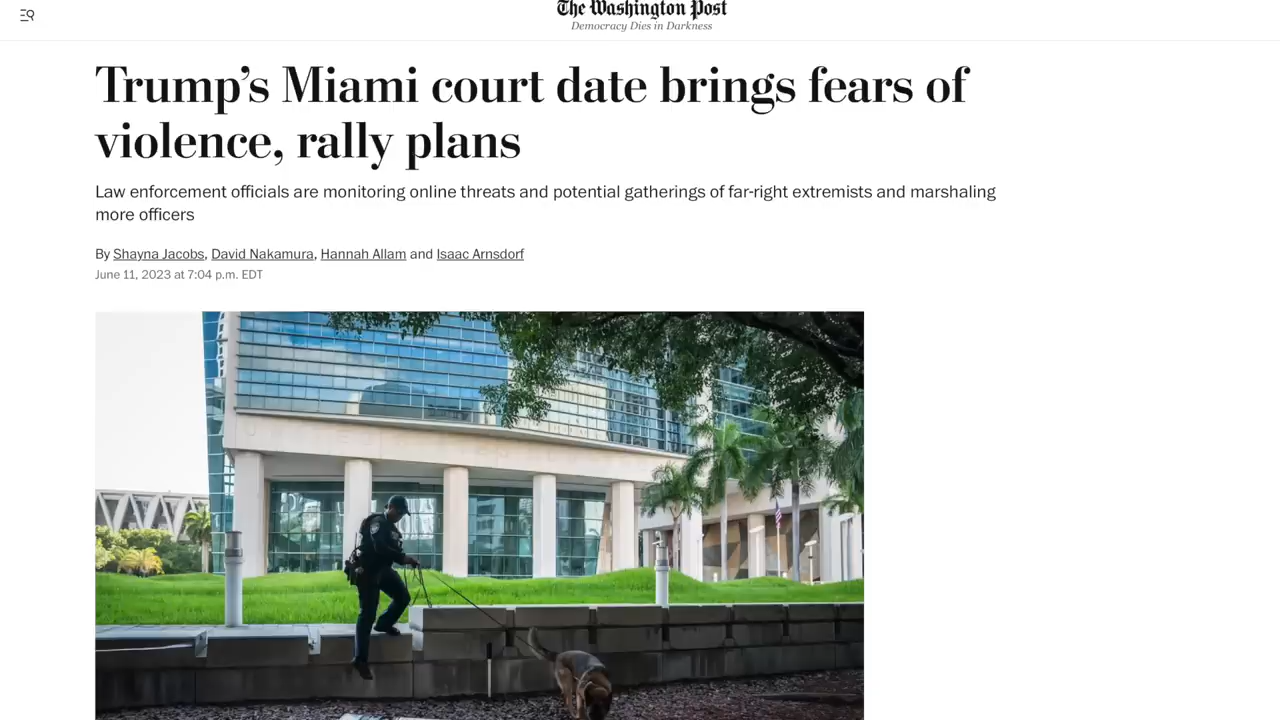 The Washington Post
Democracy Dies in Darkness
Trump’s Miami court date brings fears of
violence, rally plans
Law enforcement officials are monitoring online threats and potential gatherings of far-right extremists and marshaling
more officers
By Shayna Jacobs, David Nakamura, Hannah Allam and Isaac Arnsdorf
June 11, 2023 at 7:04 p.m. EDT